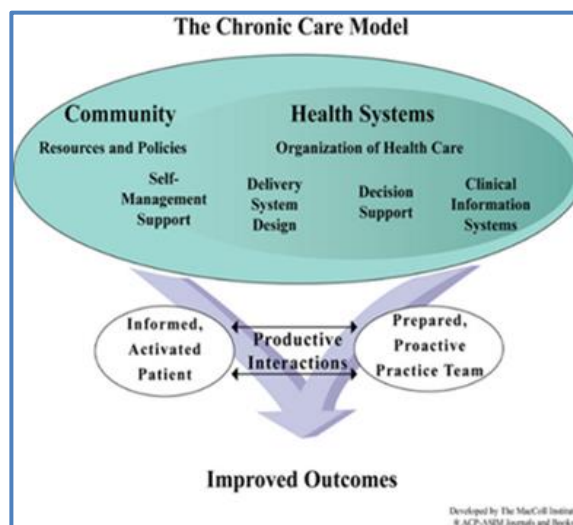 The Chronic Care Model
Community
Health Systems
Resources and Policies
Organization of Health Care
Self-
Management
Support
Delivery
System
Design
Decision
Support
Clinical
Information
Systems
Informed,
Activated
Patient
Productive
Interactions
Prepared,
Proactive
Practice Team
Improved Outcomes
Developed by The MacColl Institut
® ACP-ASIM Journals and Book